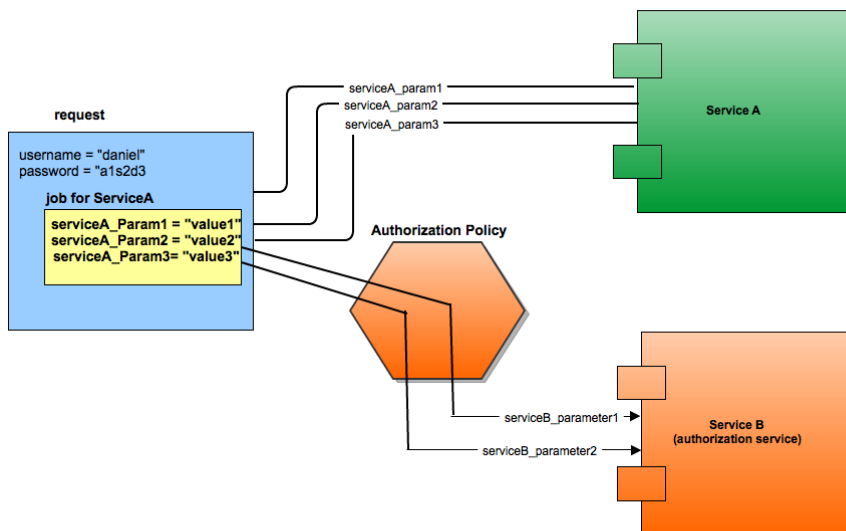 serviceA_param1
serviceA_param2
serviceA_param3
Service A
request
username = "daniel"
password = "a1s2d3
job for ServiceA
serviceA_Param1 = "value1"
serviceA_Param2 = "value2"
serviceA_Param3= "value3"
Authorization Policy
serviceB_parameter1
serviceB_parameter2
Service B
(authorization service)